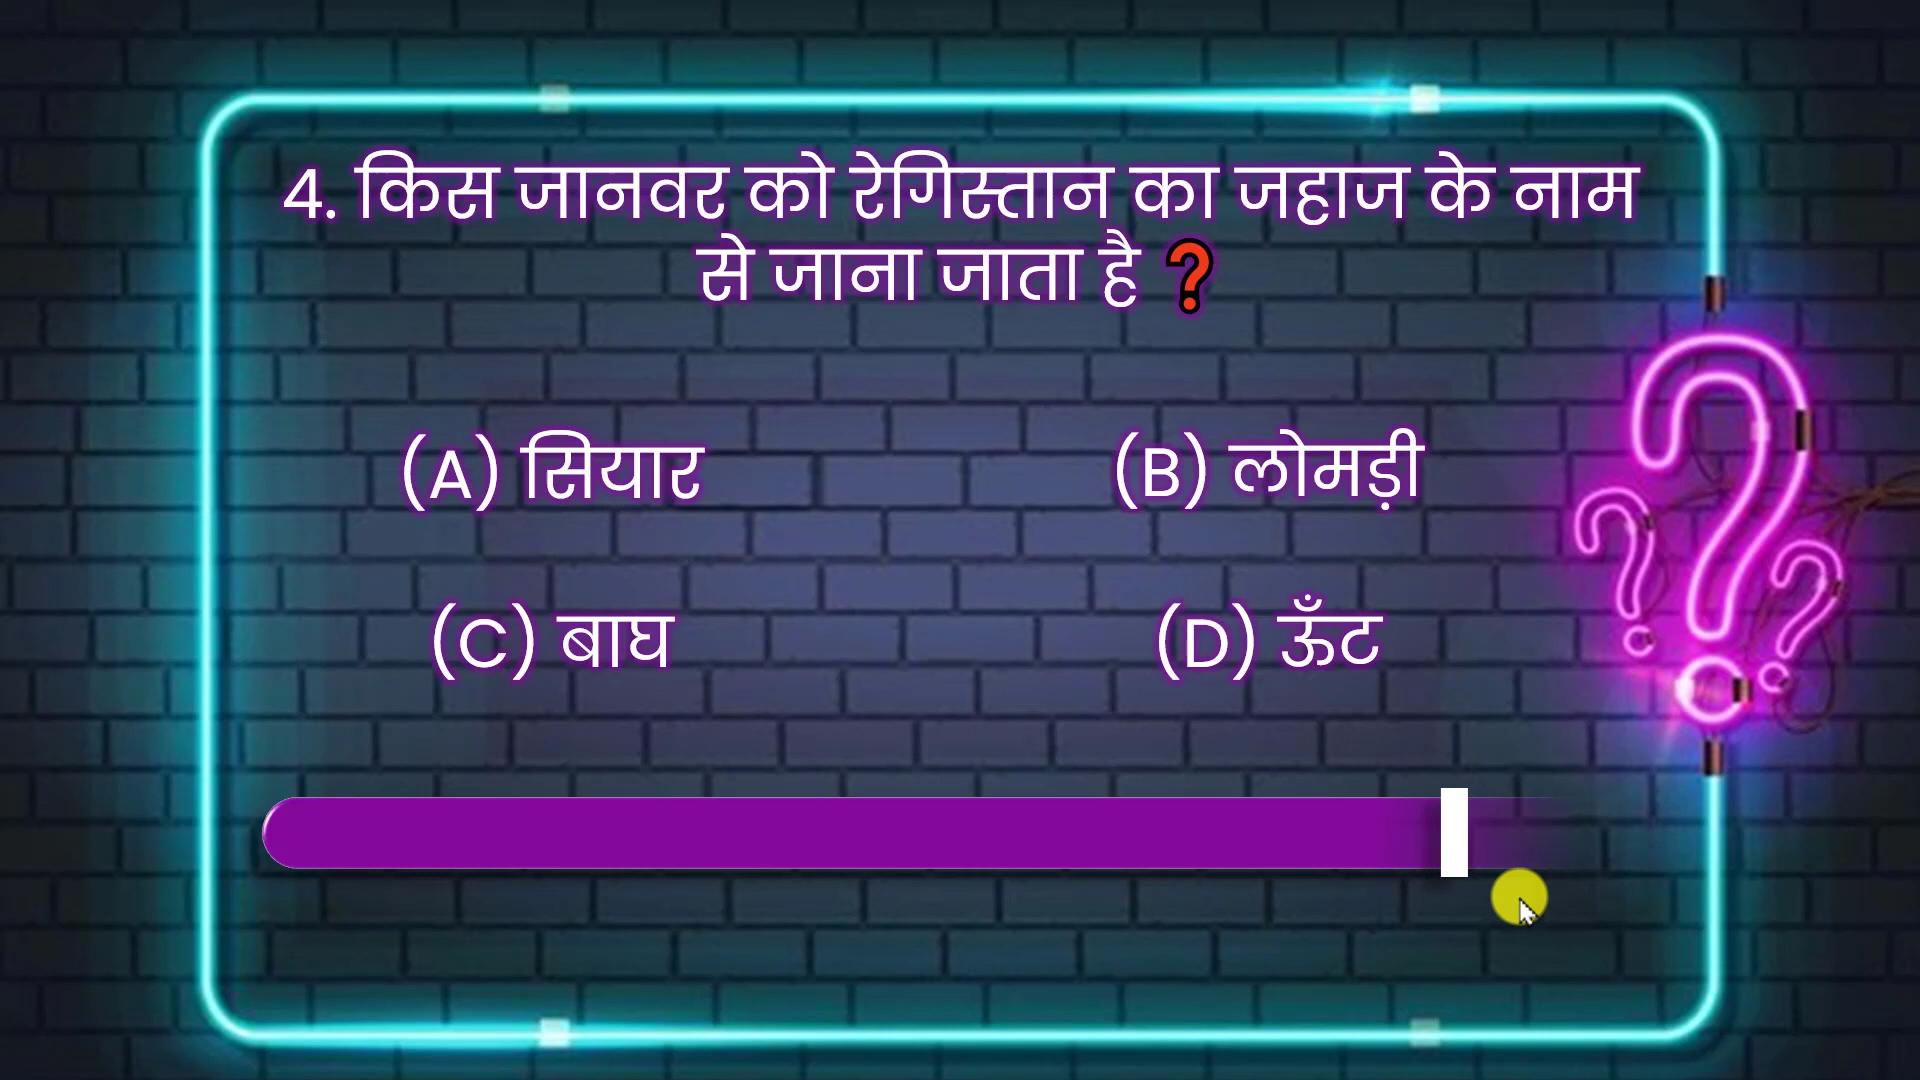 4. किस जानवर को रेगिस्तान का जहाज के नाम
से जाना जाता है ❓
(A) सियार
(B) लोमड़ी
(C) बाघ
(D) ऊँट